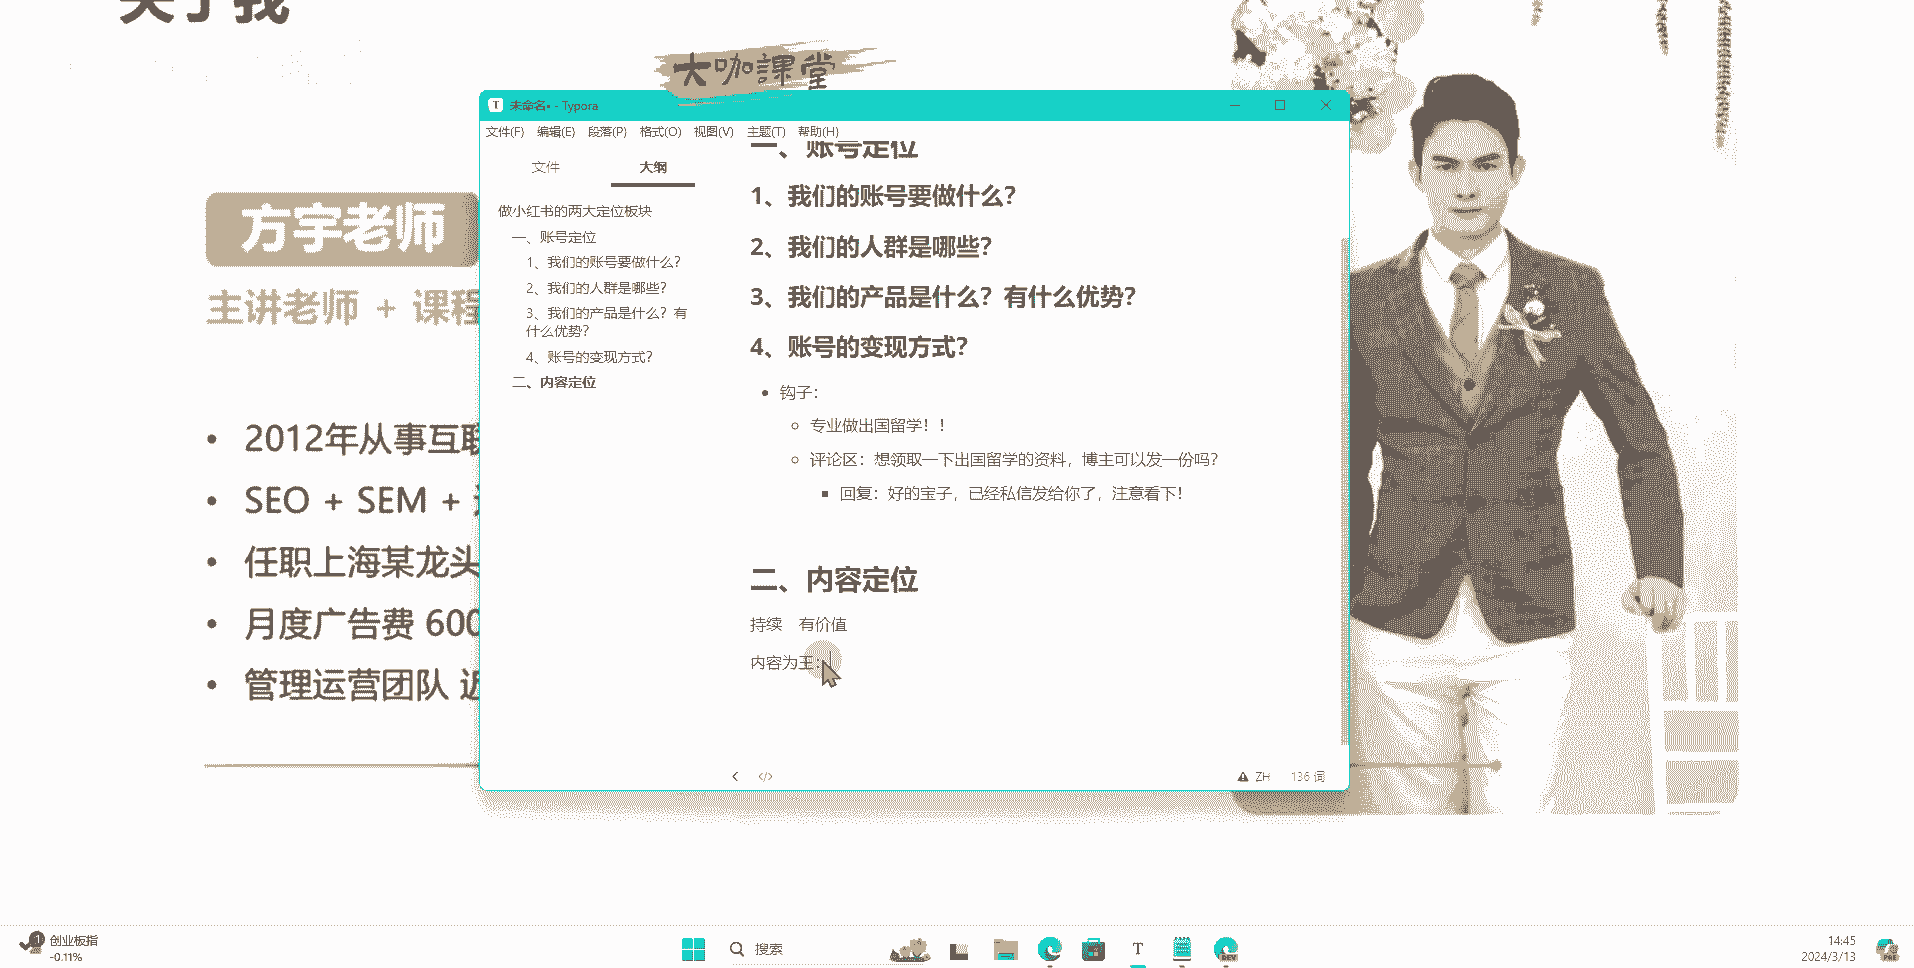 关于我
大咖課堂
方宇老师
主讲老师 + 课程
2012年从事互联
SEO + SEM +
任职上海某龙头
月度广告费 600
管理运营团队 近
未命名• - Typora
文件(F) 编辑(E) 段落(P) 格式(O) 视图(V) 主题(T) 帮助(H)
文件 大纲
做小红书的两大定位板块
一、账号定位
1、我们的账号要做什么？
2、我们的人群是哪些？
3、我们的产品是什么？有
什么优势？
4、账号的变现方式？
二、内容定位
一、账号定位
1、我们的账号要做什么？
2、我们的人群是哪些？
3、我们的产品是什么？有什么优势？
4、账号的变现方式？
钩子：
专业做出国留学！！
评论区：想领取一下出国留学的资料，博主可以发一份吗？
回复：好的宝子，已经私信发给你了，注意看下！
二、内容定位
持续 有价值
内容为王：
ZH 136 词
1 创业板指
-0.11%
搜索
DEV
14:45
2024/3/13
PRE